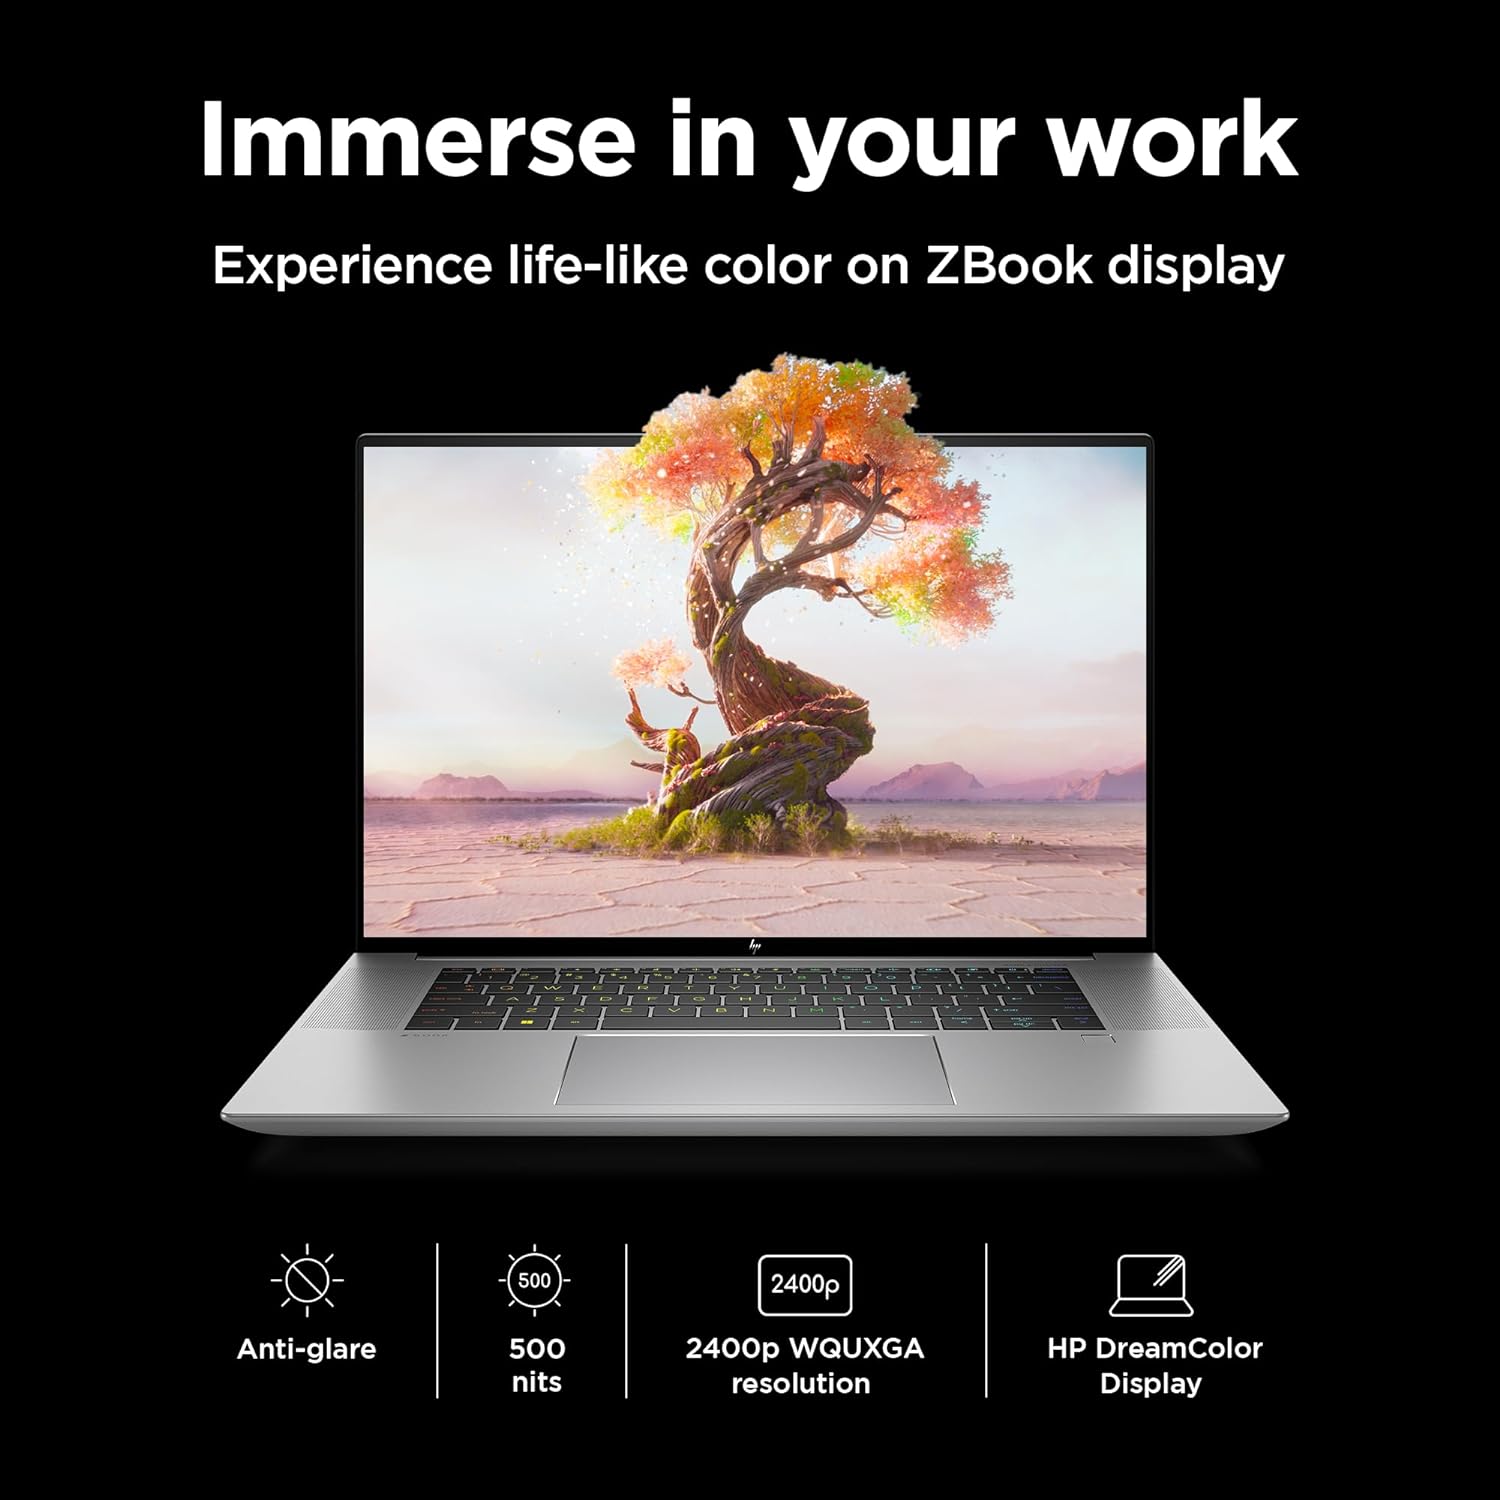 Immerse in your work
Experience life-like color on ZBook display
hp
Q W E R T Y U I O P
A S D F G H J K L
Z X C V B N M
500
2400p
Anti-glare
500
nits
2400p WQUXGA
resolution
HP DreamColor
Display